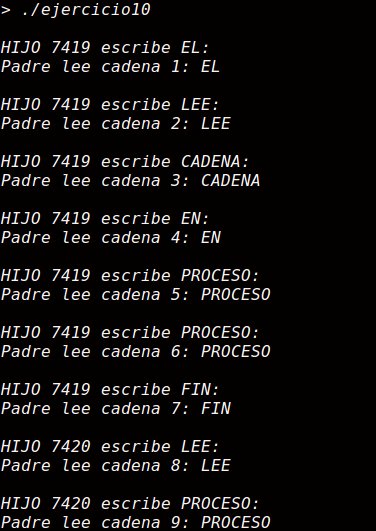 > ./ejercicio10
HIJO 7419 escribe EL:
Padre lee cadena 1: EL
HIJO 7419 escribe LEE:
Padre lee cadena 2: LEE
HIJO 7419 escribe CADENA:
Padre lee cadena 3: CADENA
HIJO 7419 escribe EN:
Padre lee cadena 4: EN
HIJO 7419 escribe PROCESO:
Padre lee cadena 5: PROCESO
HIJO 7419 escribe PROCESO:
Padre lee cadena 6: PROCESO
HIJO 7419 escribe FIN:
Padre lee cadena 7: FIN
HIJO 7420 escribe LEE:
Padre lee cadena 8: LEE
HIJO 7420 escribe PROCESO:
Padre lee cadena 9: PROCESO